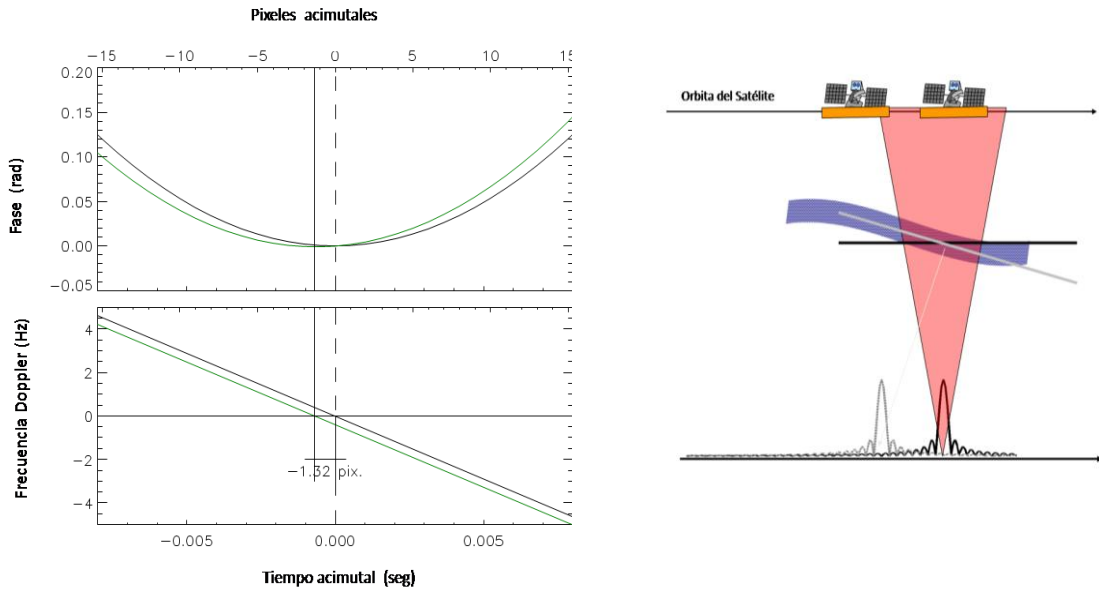 Pixeles acimutales
−15 −10 −5 0 5 10 15
0.20
0.15
0.10
0.05
0.00
−0.05
Fase (rad)
4
2
0
−2
−4
Frecuencia Doppler (Hz)
−1.32 pix.
−0.005 0.000 0.005
Tiempo acimutal (seg)
Orbita del Satélite